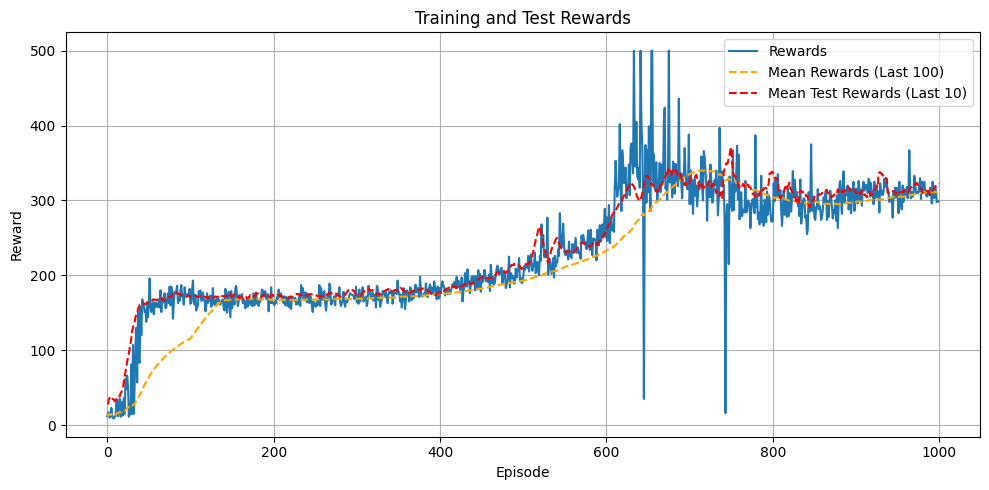 Training and Test Rewards
Rewards
Mean Rewards (Last 100)
Mean Test Rewards (Last 10)
500
400
300
200
100
0
Reward
0 200 400 600 800 1000
Episode